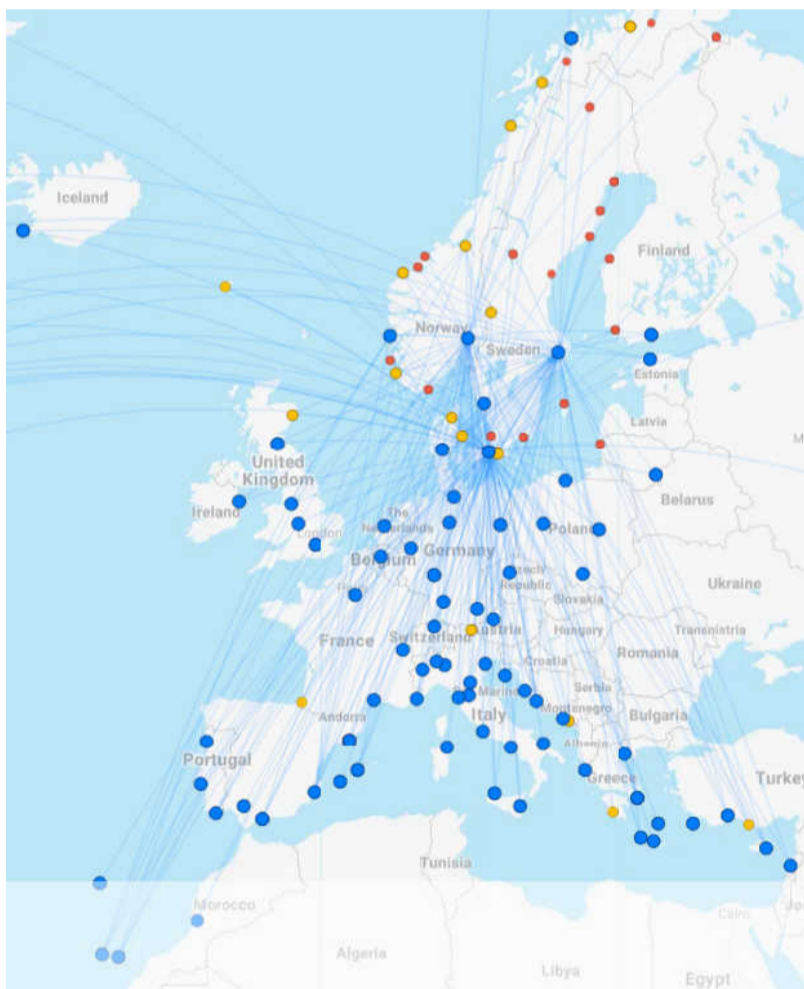 Iceland
Finland
Norway
Sweden
Estonia
Latvia
United
Kingdom
Ireland
London
The
Netherlands
Belarus
Poland
Belgium
Germany
Czech
Republic
Slovakia
Ukraine
France
Switzerland
Austria
Hungary
Transnistria
Croatia
Romania
Serbia
Marino
Andorra
Italy
Montenegro
Bulgaria
Portugal
Albania
Greece
Turkey
Tunisia
Morocco
Cairo
Jo
Algeria
Libya
Egypt